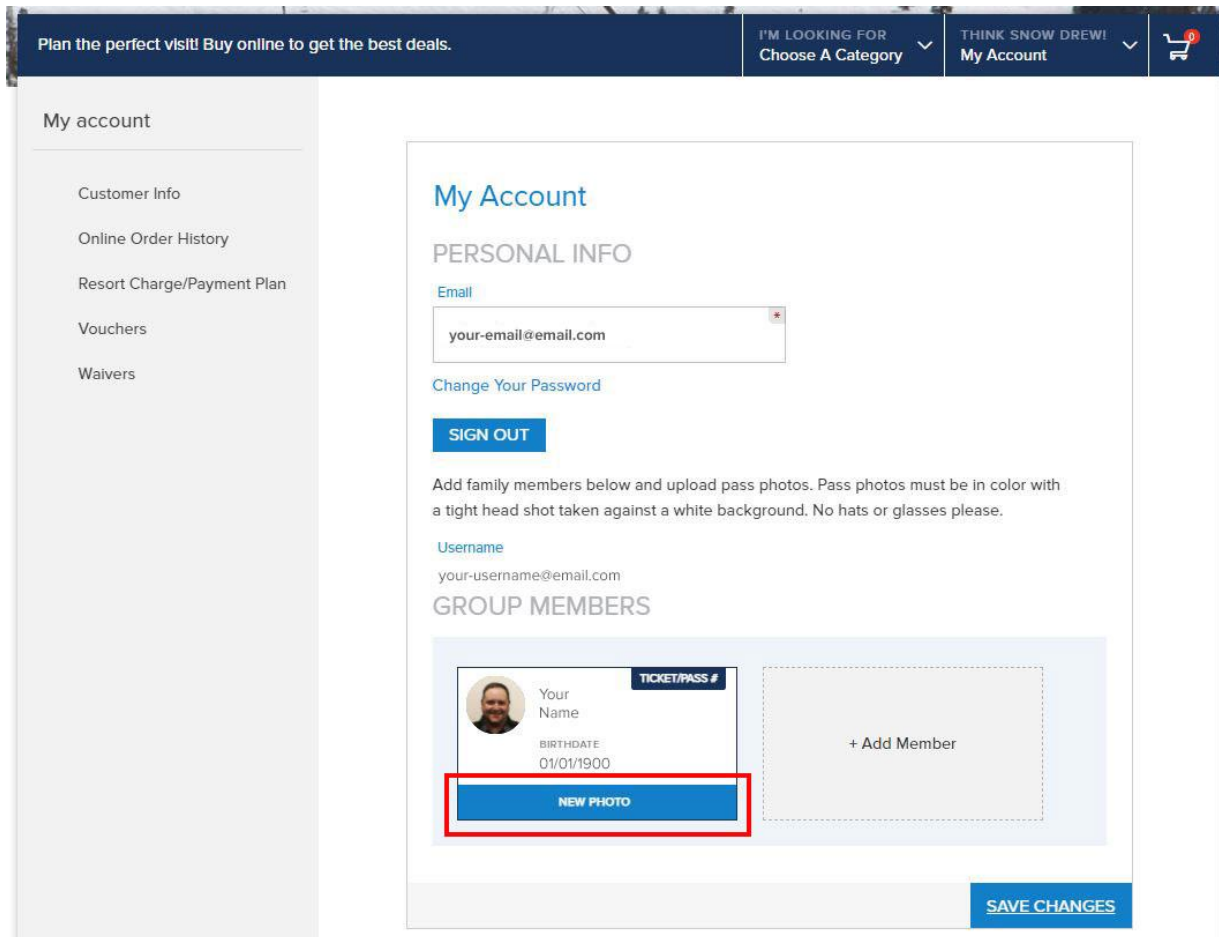 Plan the perfect visit! Buy online to get the best deals.
I'M LOOKING FOR
Choose A Category
THINK SNOW DREW!
My Account
0
My account
Customer Info
Online Order History
Resort Charge/Payment Plan
Vouchers
Waivers
My Account
PERSONAL INFO
Email
your-email@email.com
*
Change Your Password
SIGN OUT
Add family members below and upload pass photos. Pass photos must be in color with
a tight head shot taken against a white background. No hats or glasses please.
Username
your-username@email.com
GROUP MEMBERS
TICKET/PASS #
Your
Name
BIRTHDATE
01/01/1900
NEW PHOTO
+ Add Member
SAVE CHANGES